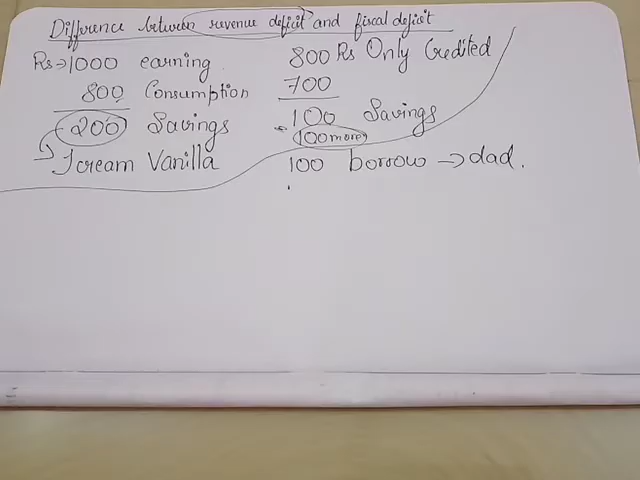 Difference between revenue deficit and fiscal deficit
Rs→1000 earning
800 Consumption
200 Savings
Icream Vanilla
800 Rs Only Credited
700
100 Savings
100 more
100 borrow → dad.